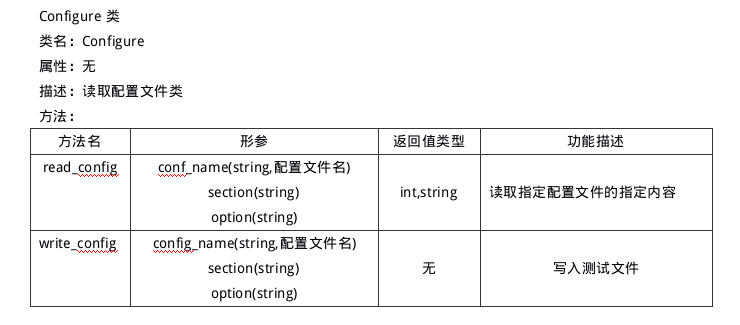 Configure 类
类名：Configure
属性：无
描述：读取配置文件类
方法：
方法名 形参 返回值类型 功能描述
read_config conf_name(string,配置文件名)
section(string) int,string 读取指定配置文件的指定内容
option(string)
write_config config_name(string,配置文件名)
section(string) 无 写入测试文件
option(string)